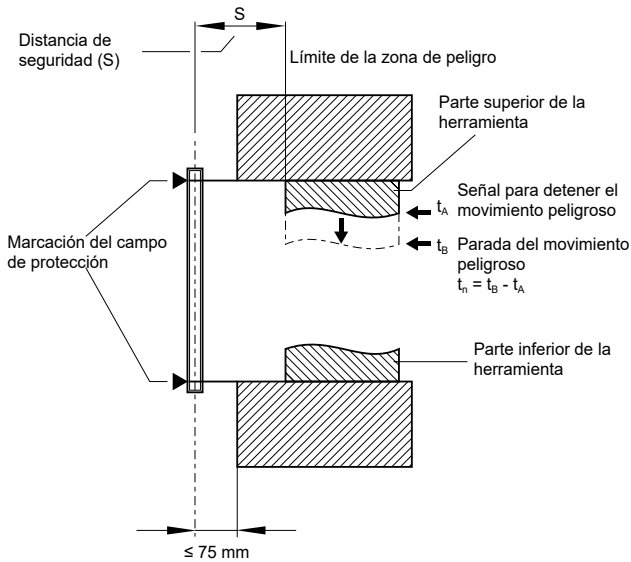 S
Distancia de
seguridad (S)
Límite de la zona de peligro
Parte superior de la
herramienta
Señal para detener el
tA movimiento peligroso
Marcación del campo
de protección
tB Parada del movimiento
peligroso
tn = tB - tA
Parte inferior de la
herramienta
≤ 75 mm